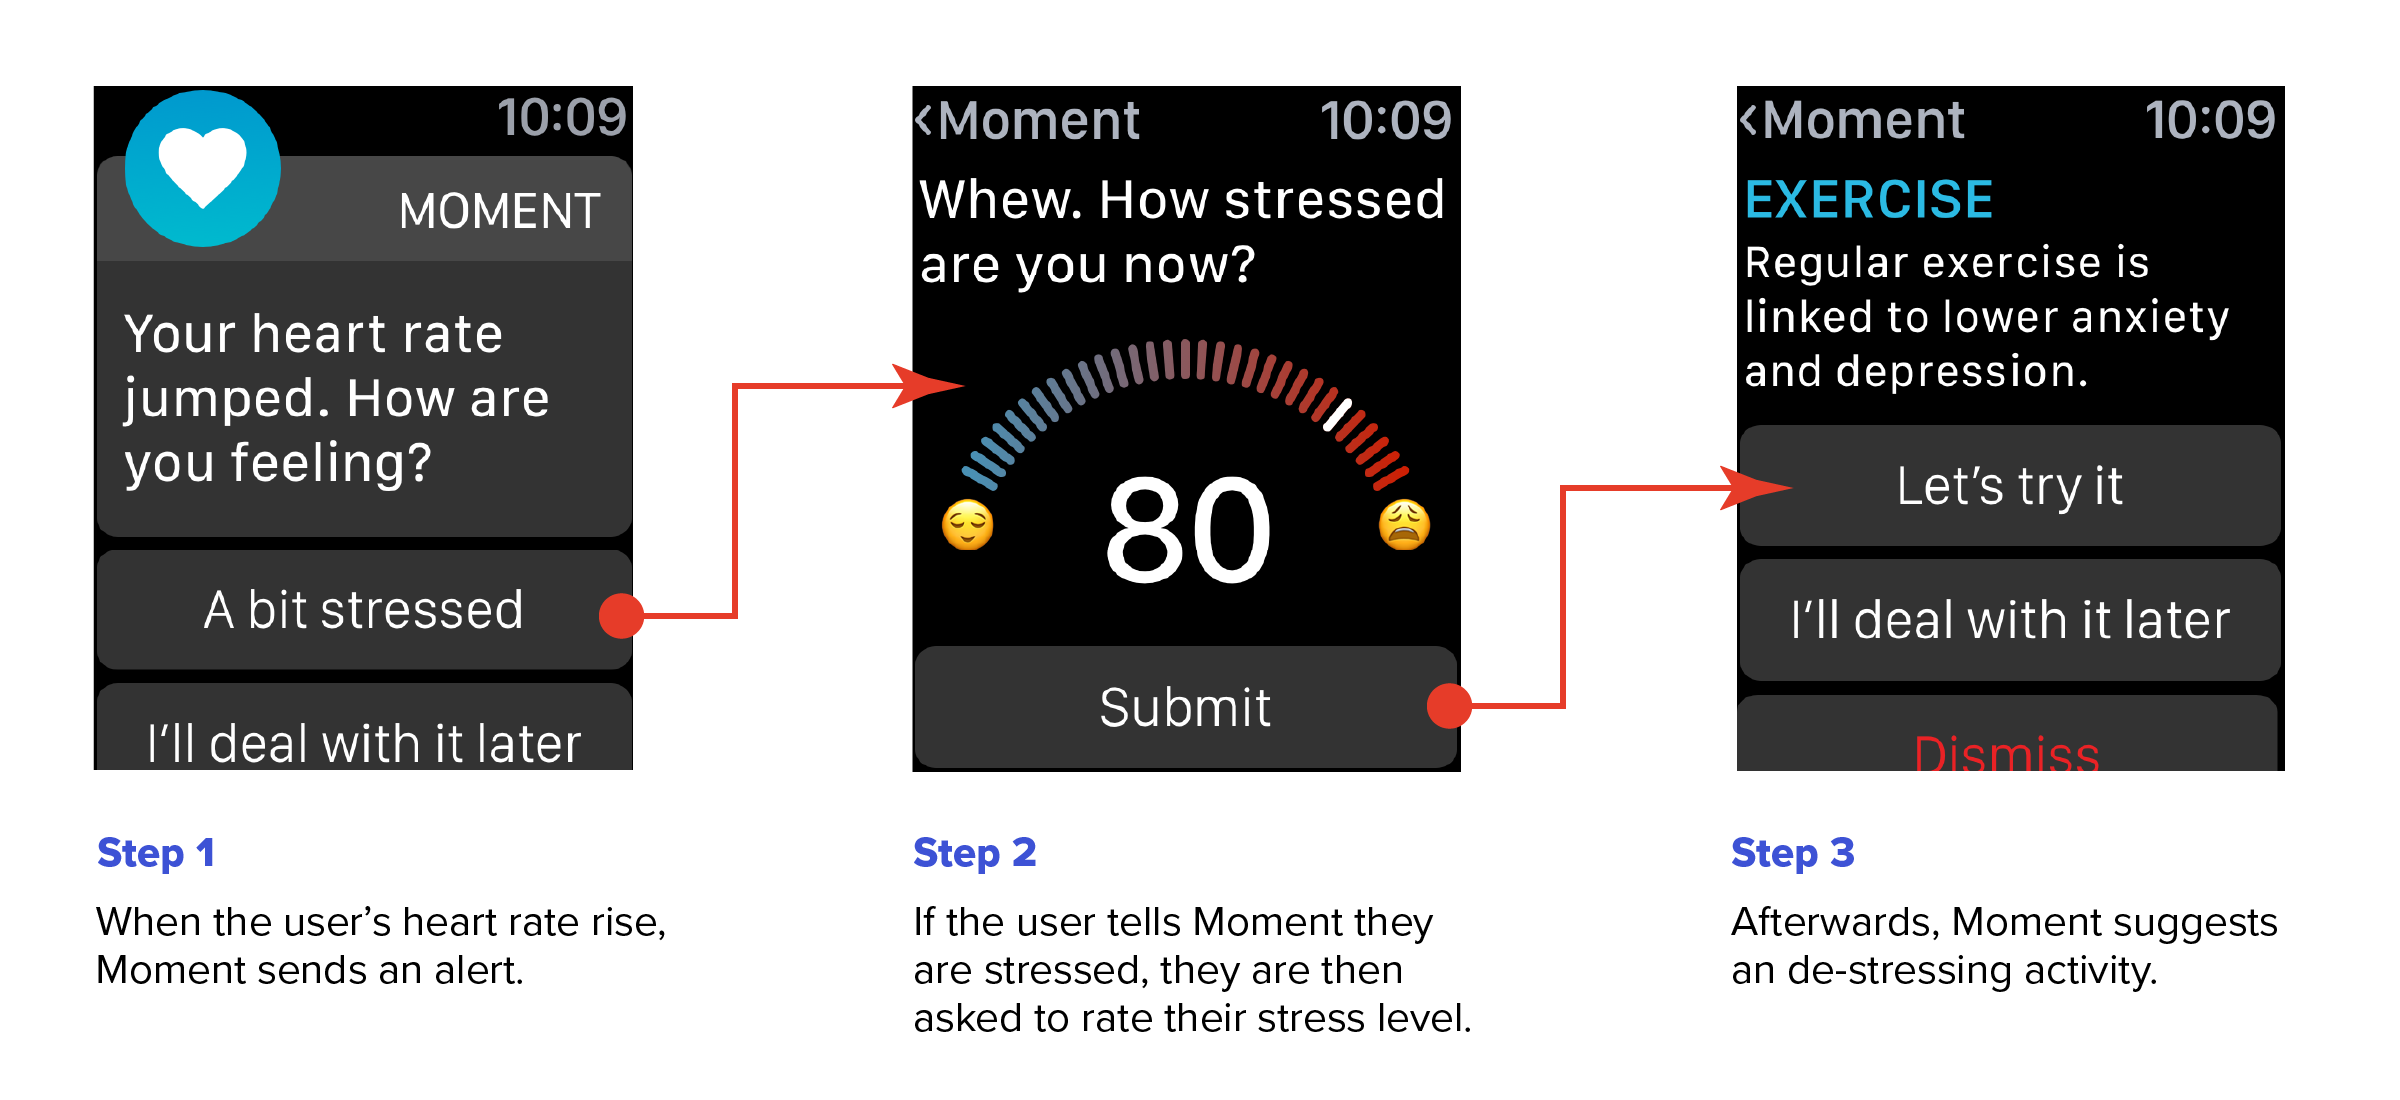 10:09
MOMENT
Your heart rate
jumped. How are
you feeling?
A bit stressed
I'll deal with it later
Step 1
When the user’s heart rate rise,
Moment sends an alert.
<Moment 10:09
Whew. How stressed
are you now?
80
Submit
Step 2
If the user tells Moment they
are stressed, they are then
asked to rate their stress level.
<Moment 10:09
EXERCISE
Regular exercise is
linked to lower anxiety
and depression.
Let’s try it
I'll deal with it later
Dismiss
Step 3
Afterwards, Moment suggests
an de-stressing activity.